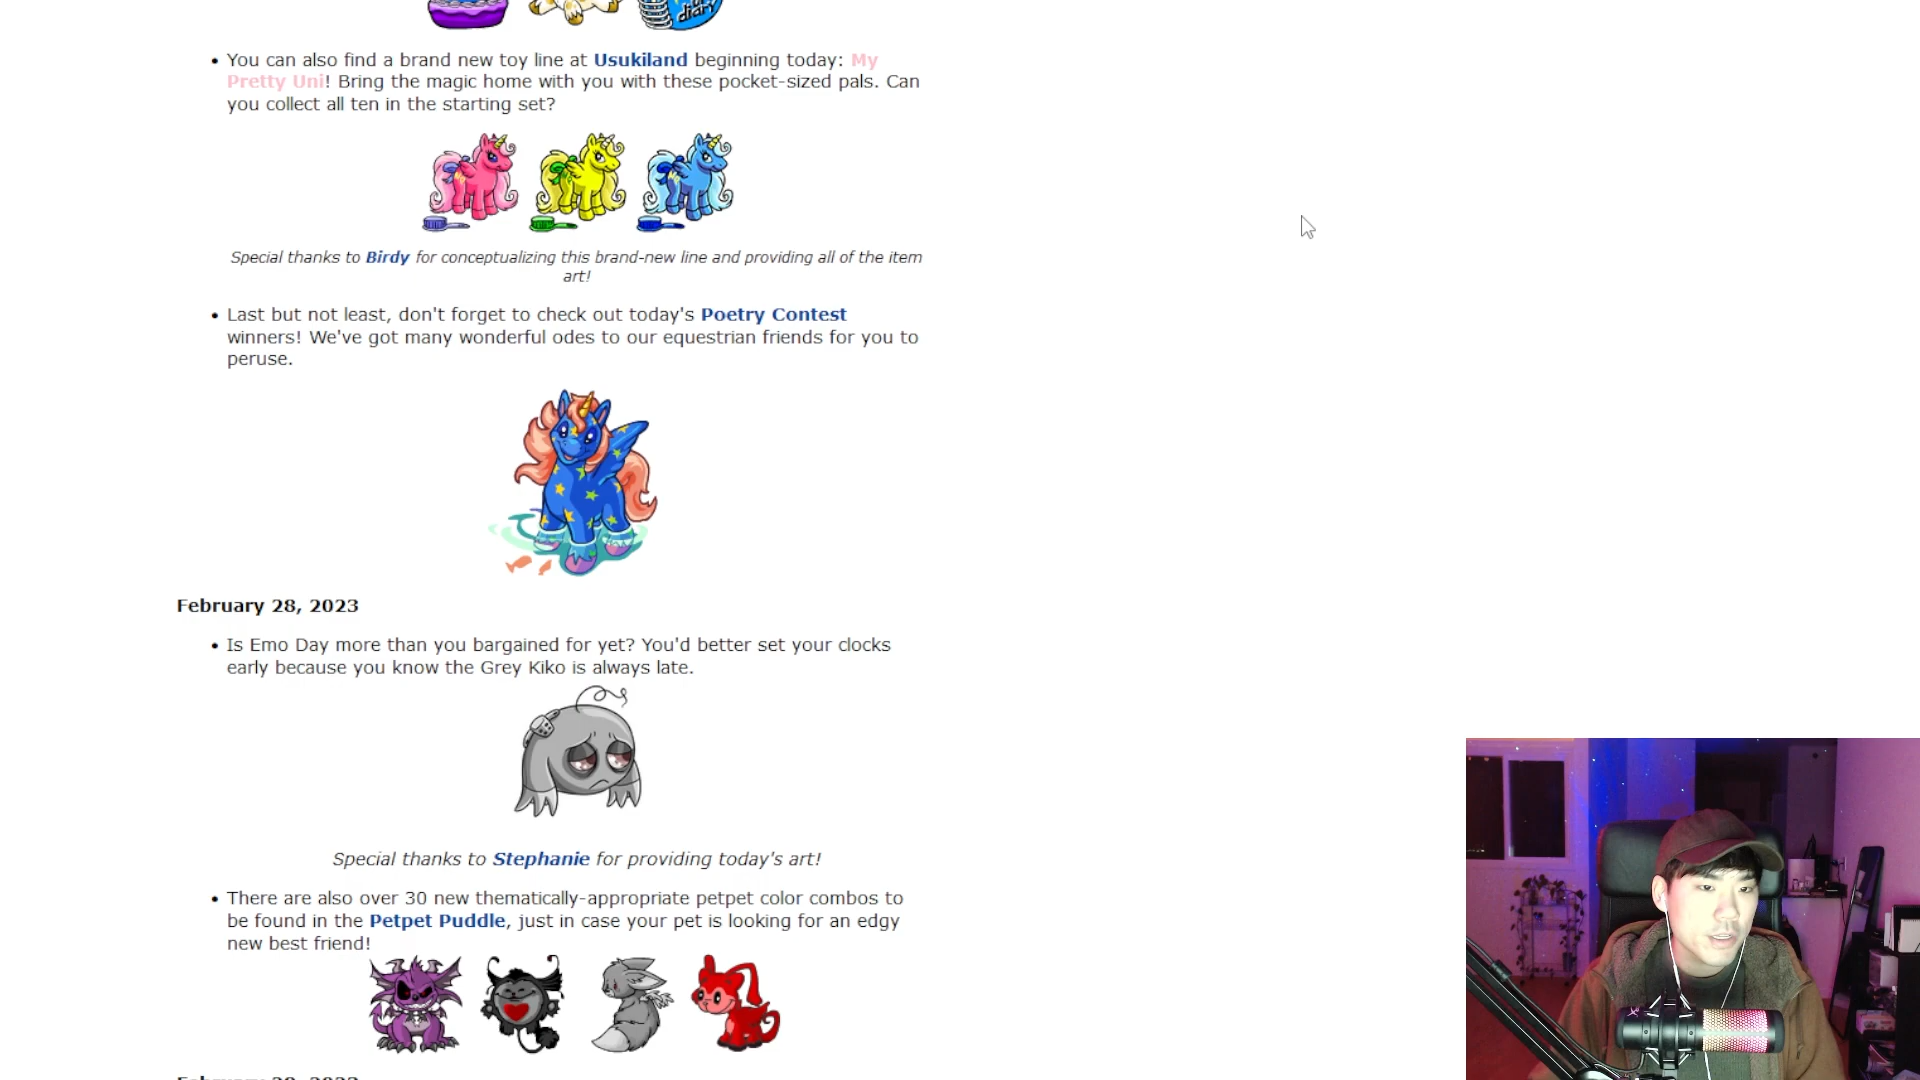 diary
You can also find a brand new toy line at Usukiland beginning today: My
Pretty Uni! Bring the magic home with you with these pocket-sized pals. Can
you collect all ten in the starting set?
Special thanks to Birdy for conceptualizing this brand-new line and providing all of the item
art!
Last but not least, don't forget to check out today's Poetry Contest
winners! We've got many wonderful odes to our equestrian friends for you to
peruse.
February 28, 2023
Is Emo Day more than you bargained for yet? You'd better set your clocks
early because you know the Grey Kiko is always late.
Special thanks to Stephanie for providing today's art!
There are also over 30 new thematically-appropriate petpet color combos to
be found in the Petpet Puddle, just in case your pet is looking for an edgy
new best friend!